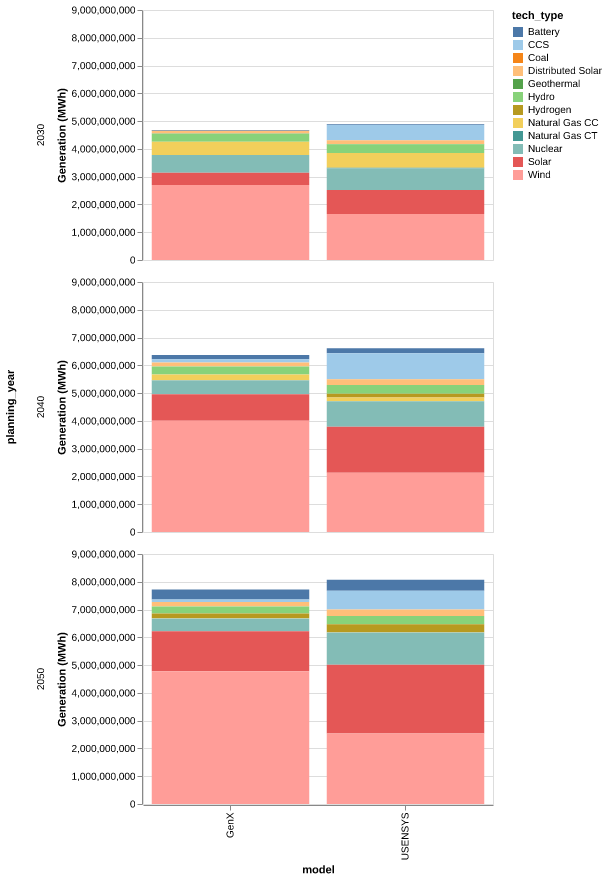 tech_type
Battery
CCS
Coal
Distributed Solar
Geothermal
Hydro
Hydrogen
Natural Gas CC
Natural Gas CT
Nuclear
Solar
Wind
planning_year
2030
Generation (MWh)
9,000,000,000
8,000,000,000
7,000,000,000
6,000,000,000
5,000,000,000
4,000,000,000
3,000,000,000
2,000,000,000
1,000,000,000
0
2040
Generation (MWh)
9,000,000,000
8,000,000,000
7,000,000,000
6,000,000,000
5,000,000,000
4,000,000,000
3,000,000,000
2,000,000,000
1,000,000,000
0
2050
Generation (MWh)
9,000,000,000
8,000,000,000
7,000,000,000
6,000,000,000
5,000,000,000
4,000,000,000
3,000,000,000
2,000,000,000
1,000,000,000
0
GenX
USENSYS
model